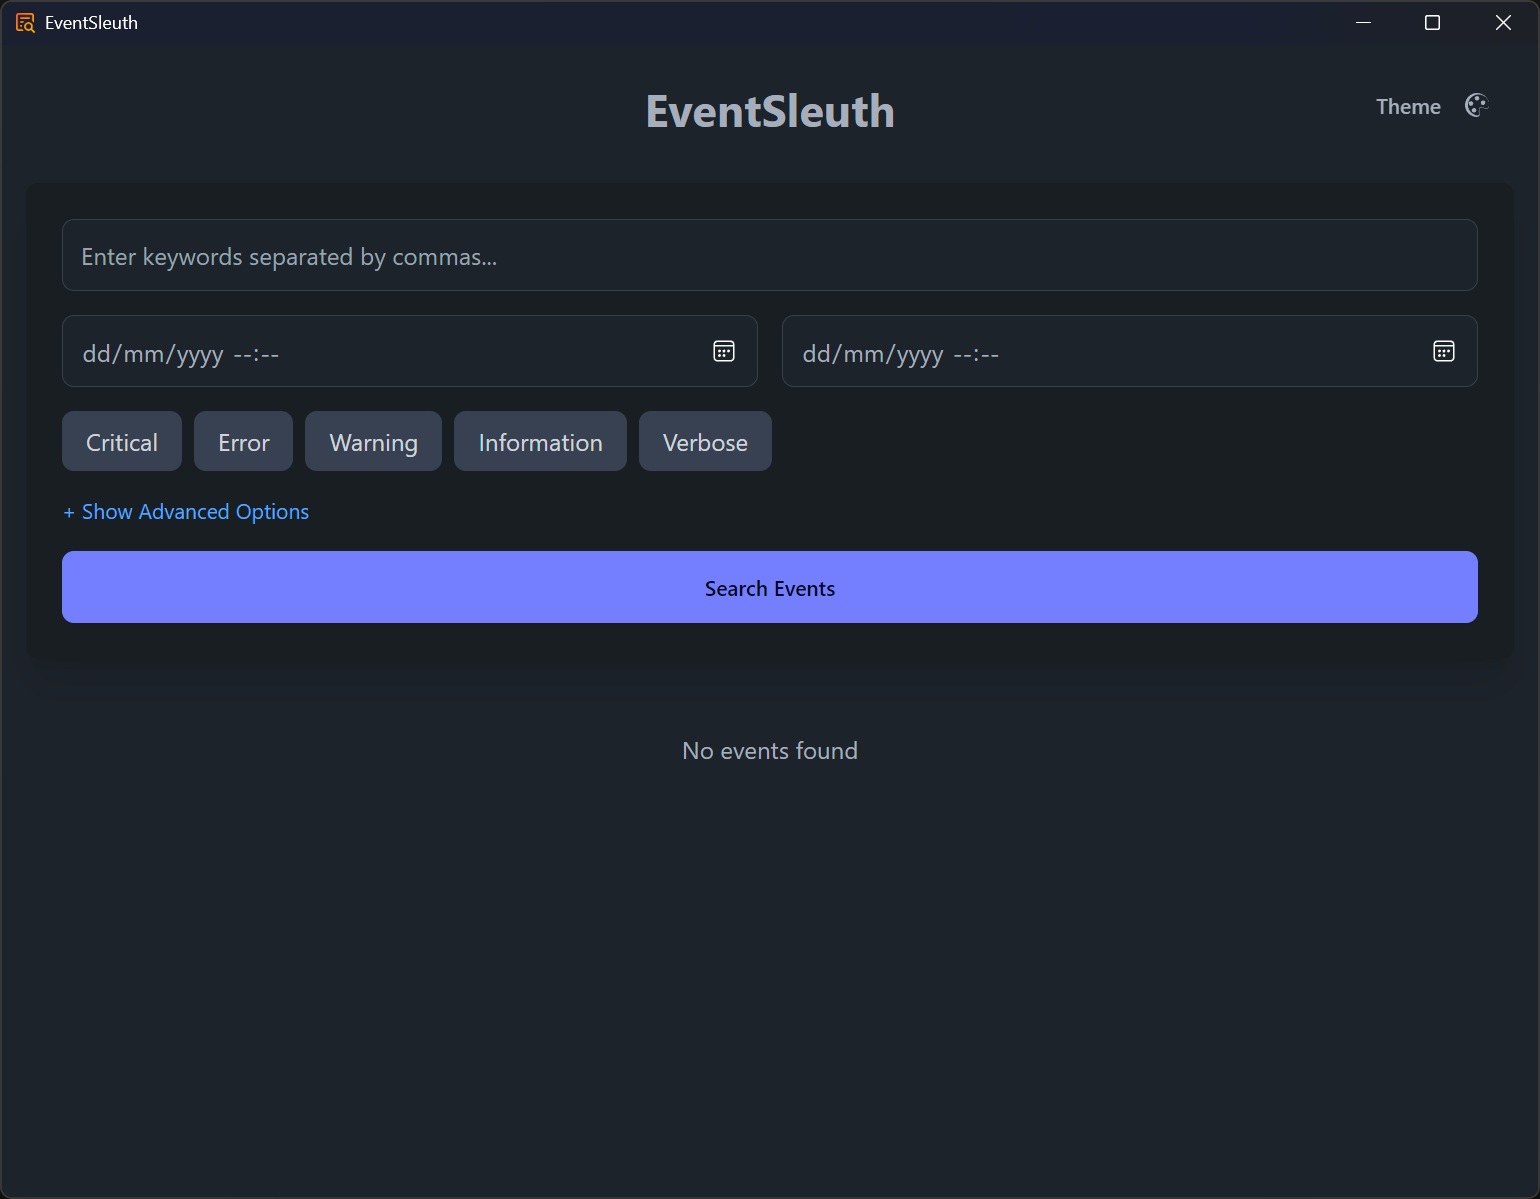 EventSleuth
EventSleuth
Theme
Enter keywords separated by commas...
dd/mm/yyyy --:-- dd/mm/yyyy --:--
Critical Error Warning Information Verbose
+ Show Advanced Options
Search Events
No events found